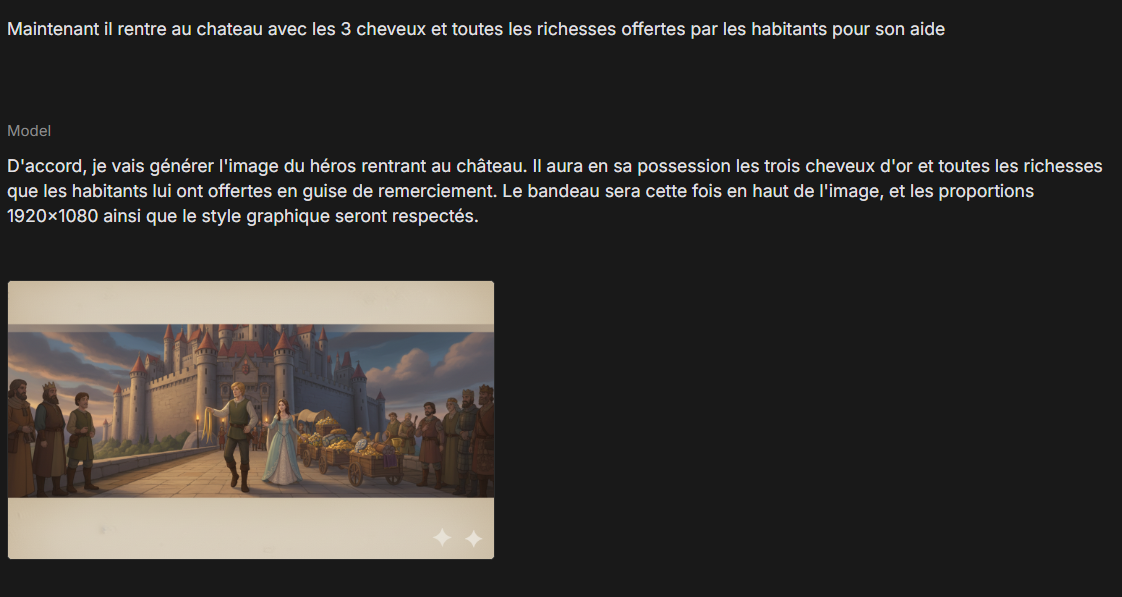 Maintenant il rentre au chateau avec les 3 cheveux et toutes les richesses offertes par les habitants pour son aide
Model
D'accord, je vais générer l'image du héros rentrant au château. Il aura en sa possession les trois cheveux d'or et toutes les richesses
que les habitants lui ont offertes en guise de remerciement. Le bandeau sera cette fois en haut de l'image, et les proportions
1920×1080 ainsi que le style graphique seront respectés.